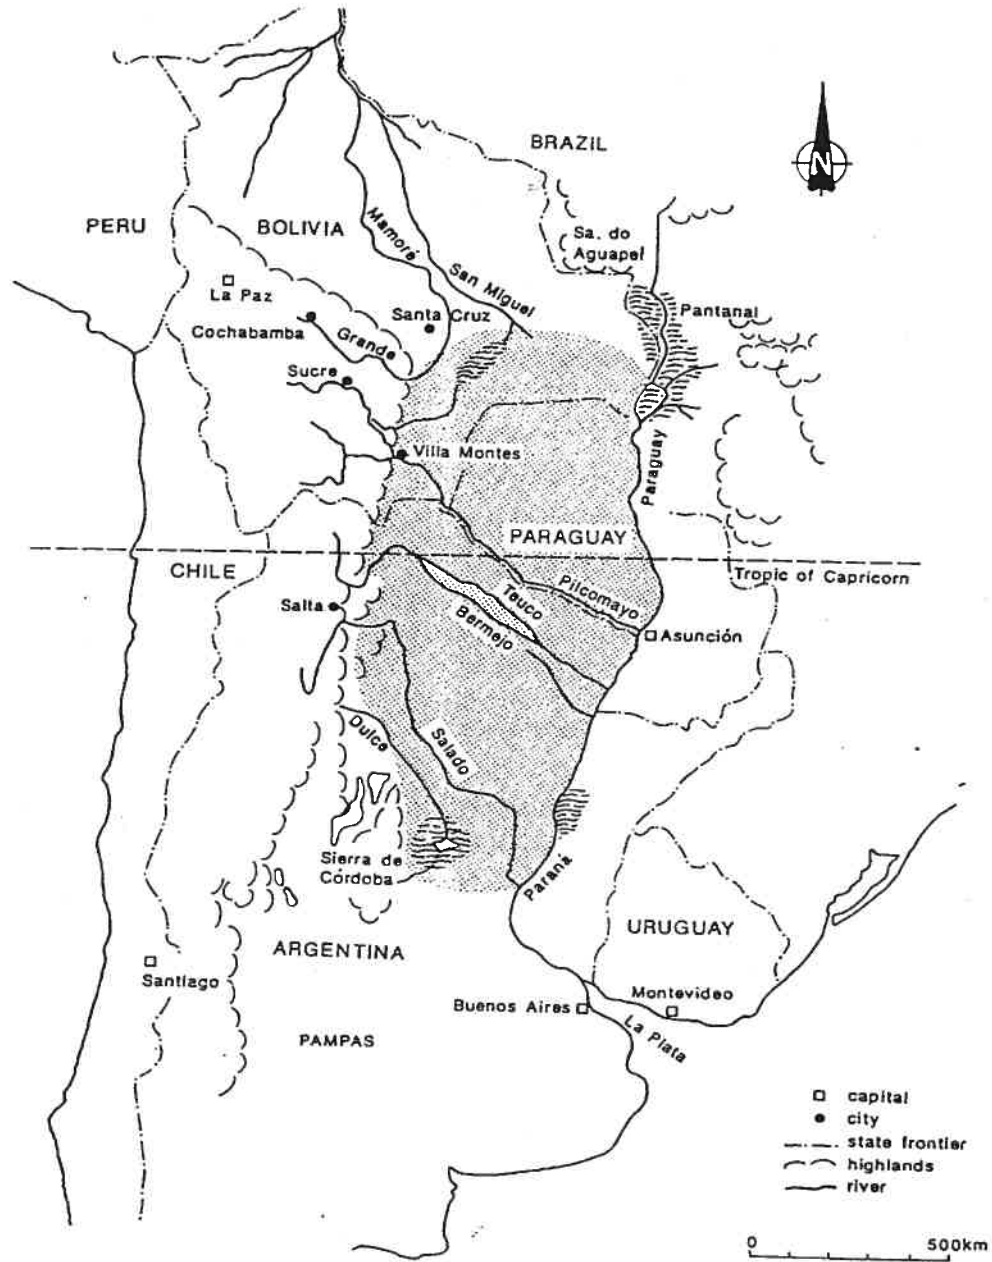 BRAZIL
N
PERU
BOLIVIA
Mamoré
Sa. do
Aguapei
San Miguel
La Paz
Santa Cruz
Pantanal
Cochabamba
Grande
Sucre
Villa Montes
Paraguay
PARAGUAY
CHILE
Tropic of Capricorn
Pilcomayo
Teuco
Salta
Bermejo
Asunción
Dulce
Salado
Sierra de
Córdoba
Paraná
URUGUAY
ARGENTINA
Santiago
Montevideo
Buenos Aires
La Plata
PAMPAS
capital
city
state frontier
highlands
river
0
500km